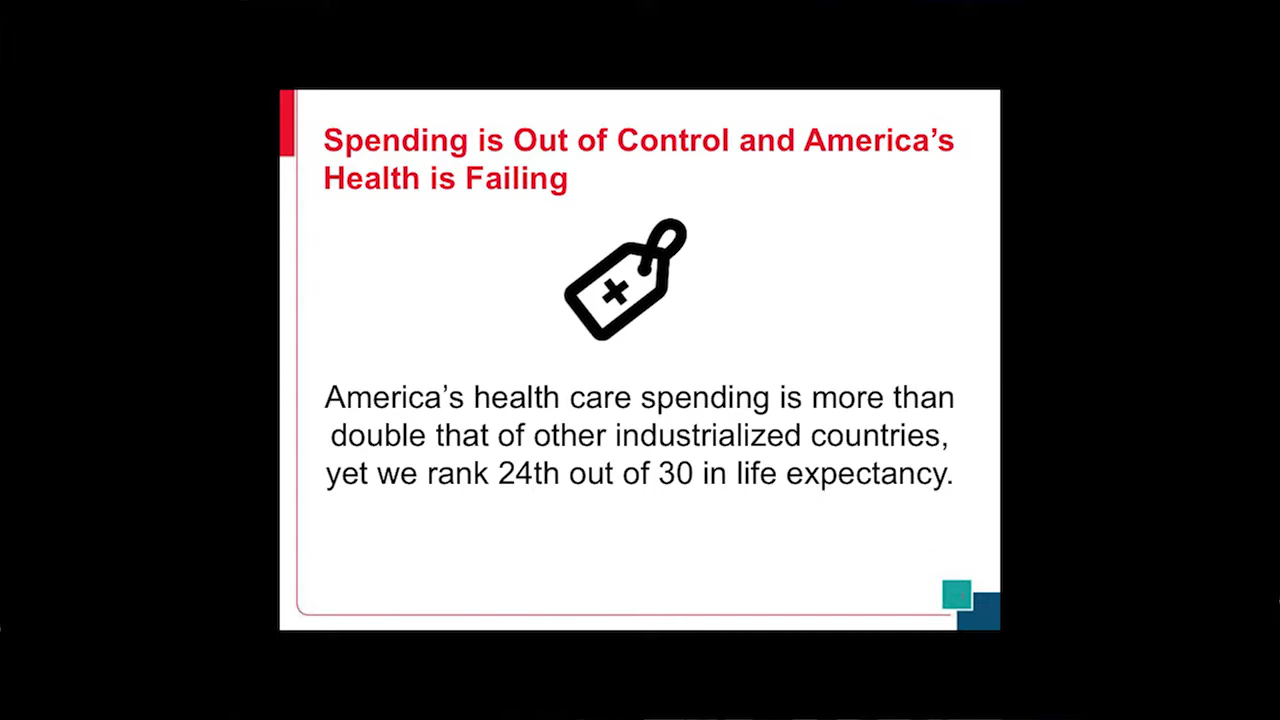 Spending is Out of Control and America’s
Health is Failing
America’s health care spending is more than
double that of other industrialized countries,
yet we rank 24th out of 30 in life expectancy.